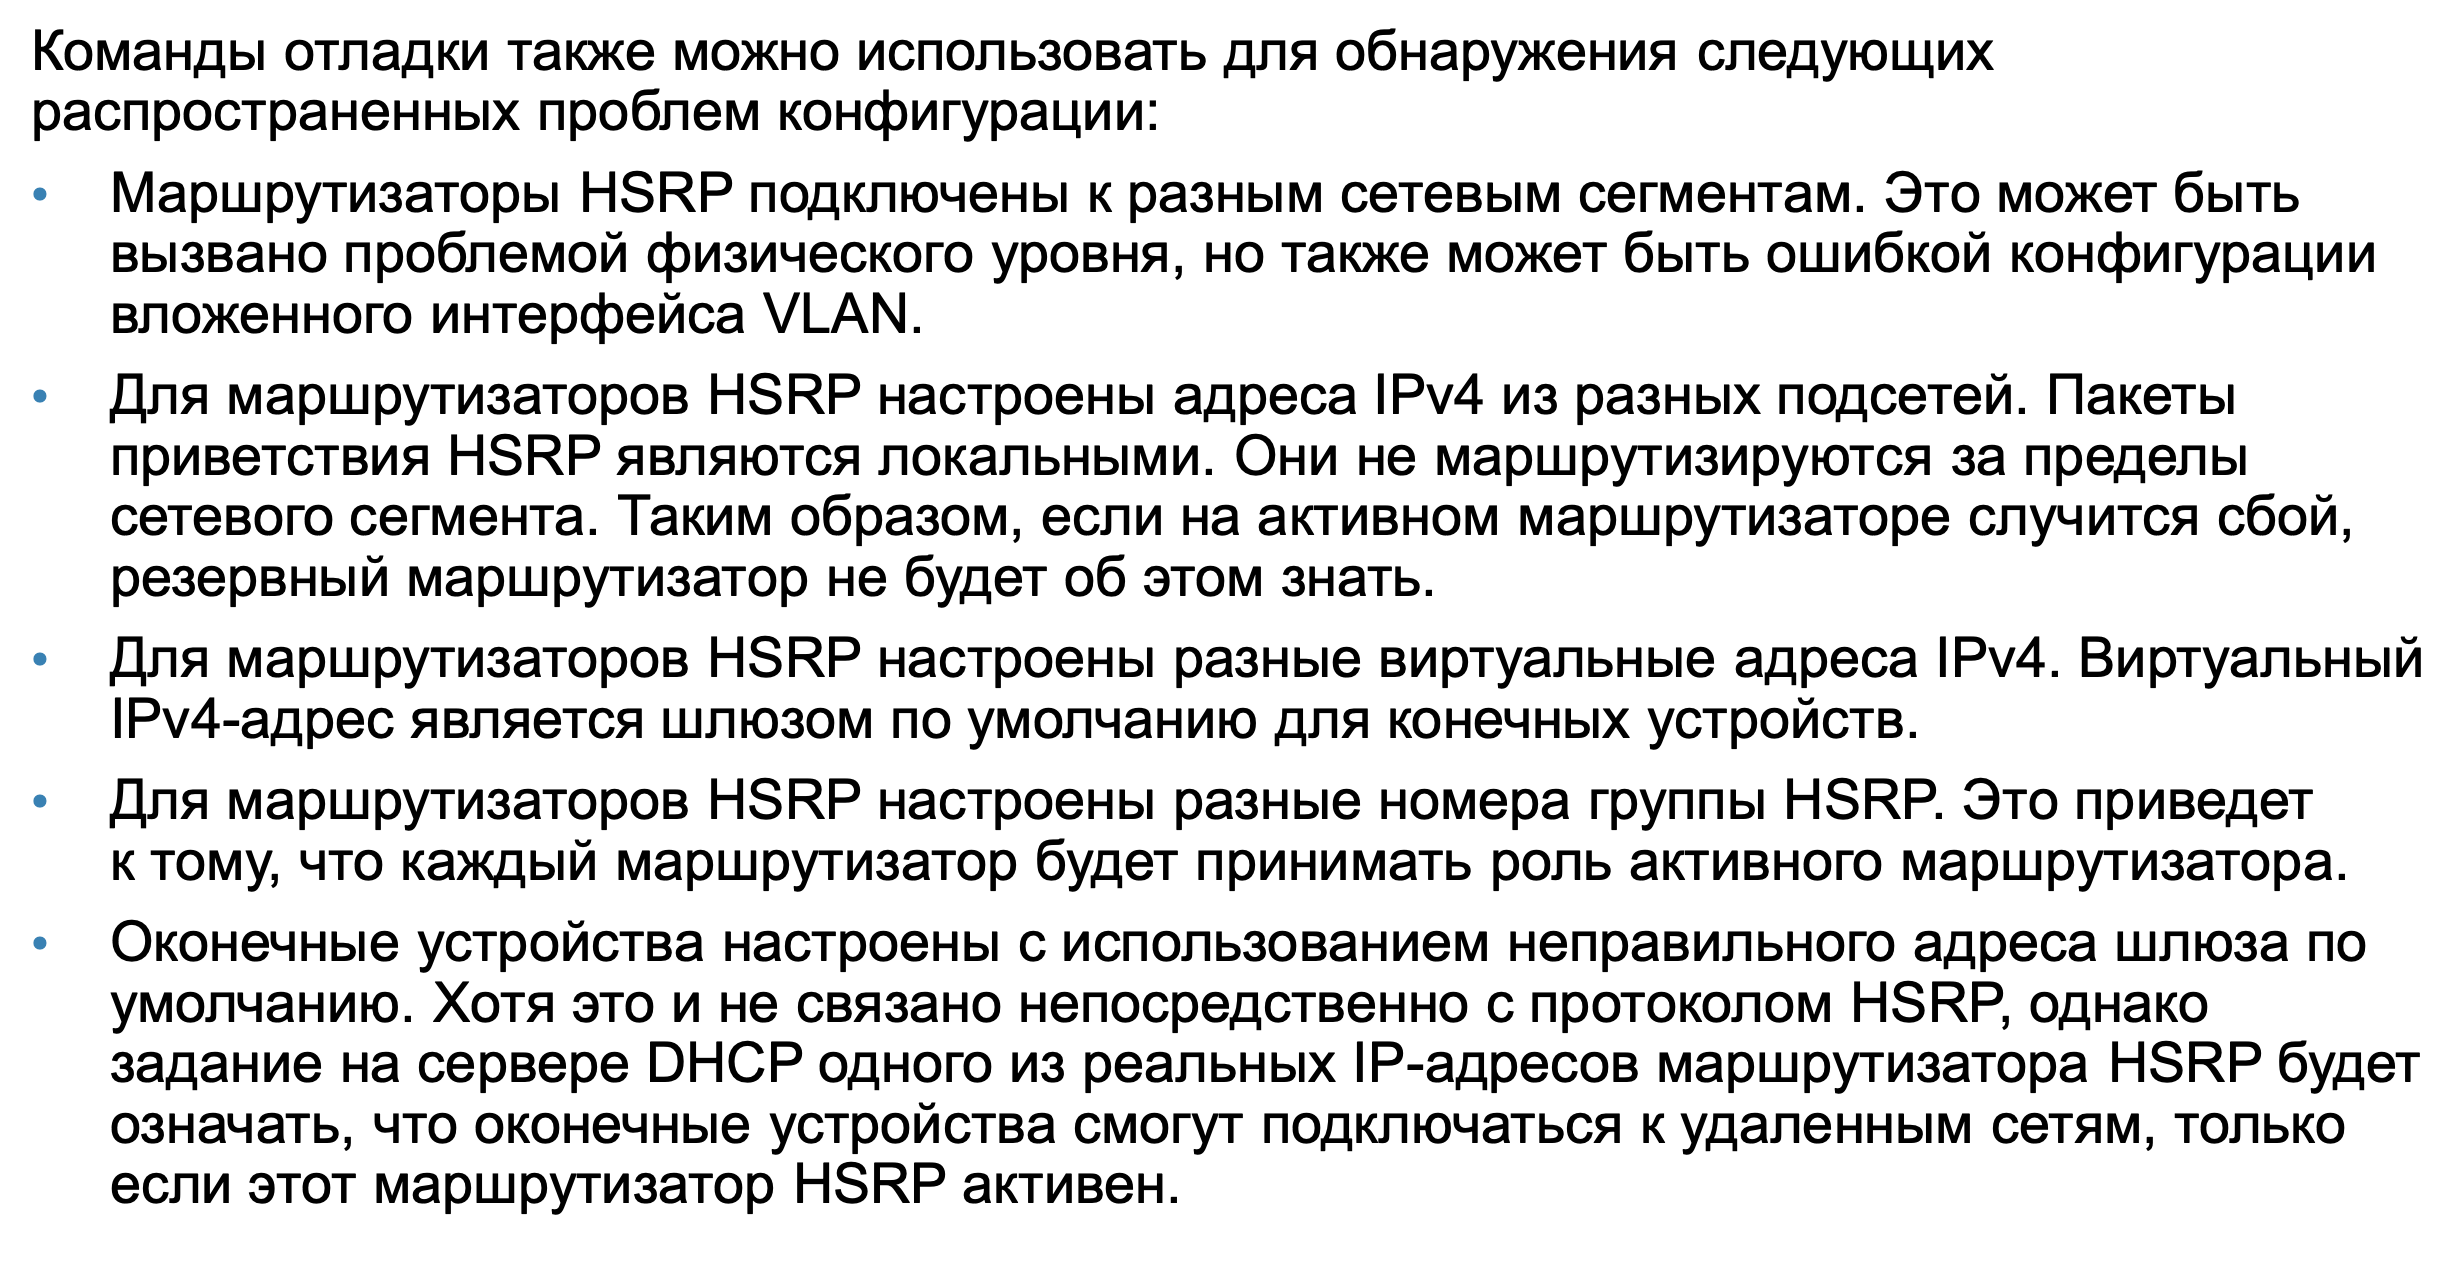 Команды отладки также можно использовать для обнаружения следующих
распространенных проблем конфигурации:
• Маршрутизаторы HSRP подключены к разным сетевым сегментам. Это может быть
вызвано проблемой физического уровня, но также может быть ошибкой конфигурации
вложенного интерфейса VLAN.
• Для маршрутизаторов HSRP настроены адреса IPv4 из разных подсетей. Пакеты
приветствия HSRP являются локальными. Они не маршрутизируются за пределы
сетевого сегмента. Таким образом, если на активном маршрутизаторе случится сбой,
резервный маршрутизатор не будет об этом знать.
• Для маршрутизаторов HSRP настроены разные виртуальные адреса IPv4. Виртуальный
IPv4-адрес является шлюзом по умолчанию для конечных устройств.
• Для маршрутизаторов HSRP настроены разные номера группы HSRP. Это приведет
к тому, что каждый маршрутизатор будет принимать роль активного маршрутизатора.
• Оконечные устройства настроены с использованием неправильного адреса шлюза по
умолчанию. Хотя это и не связано непосредственно с протоколом HSRP, однако
задание на сервере DHCP одного из реальных IP-адресов маршрутизатора HSRP будет
означать, что оконечные устройства смогут подключаться к удаленным сетям, только
если этот маршрутизатор HSRP активен.